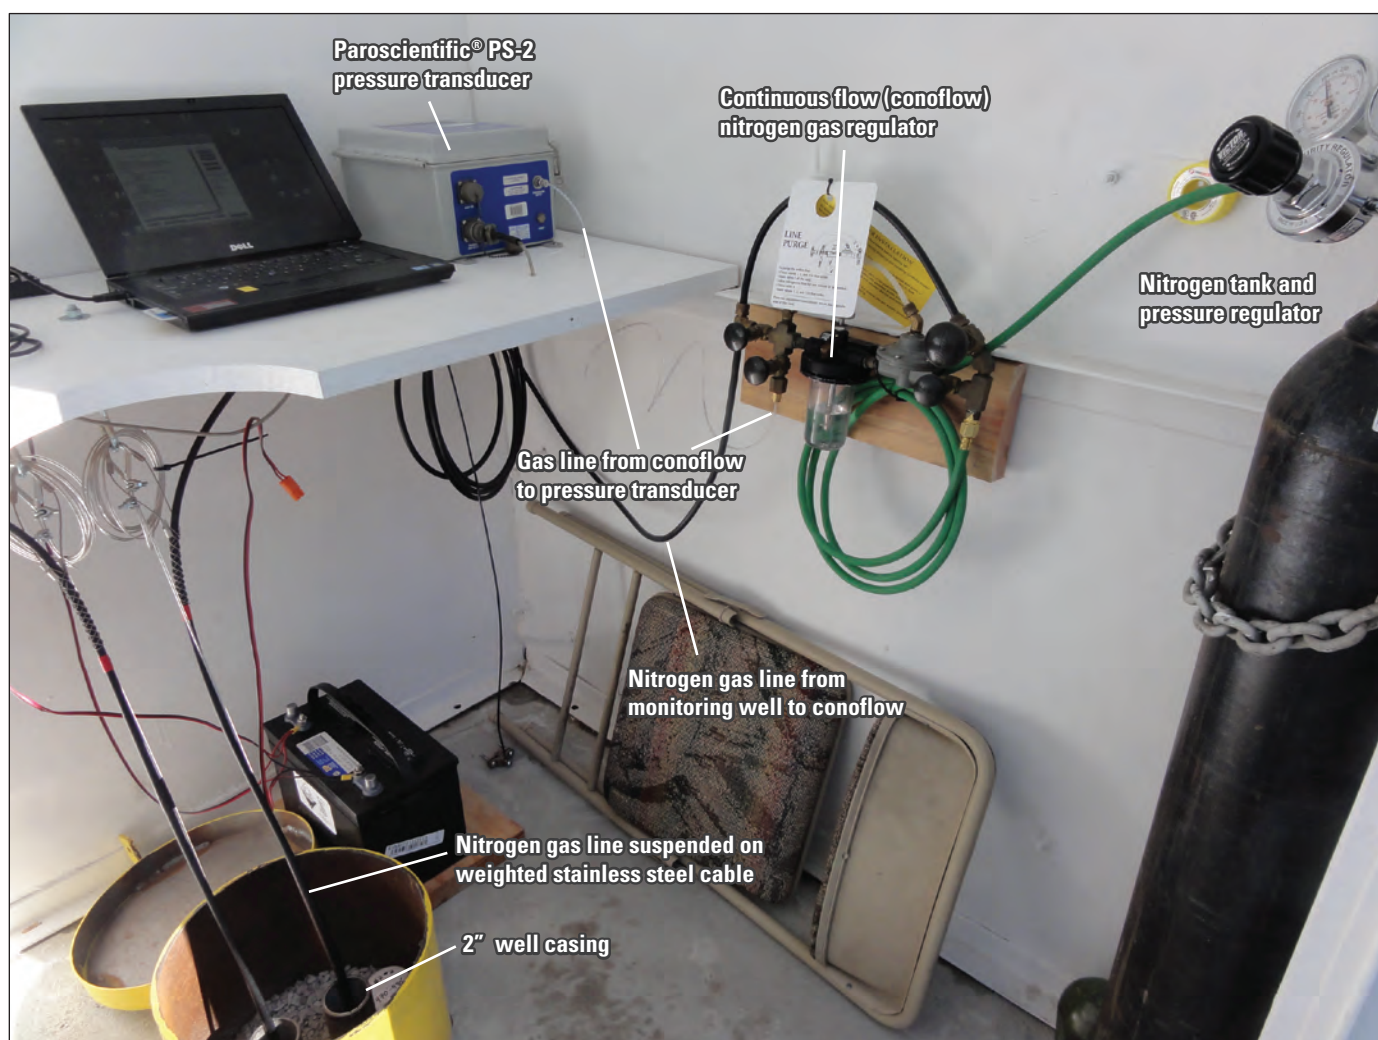 Paroscientific® PS-2
pressure transducer
Continuous flow (conoflow)
nitrogen gas regulator
DELL
LINE
PURGE
VICTOR
Nitrogen tank and
pressure regulator
Gas line from conoflow
to pressure transducer
Nitrogen gas line from
monitoring well to conoflow
Nitrogen gas line suspended on
weighted stainless steel cable
2″ well casing